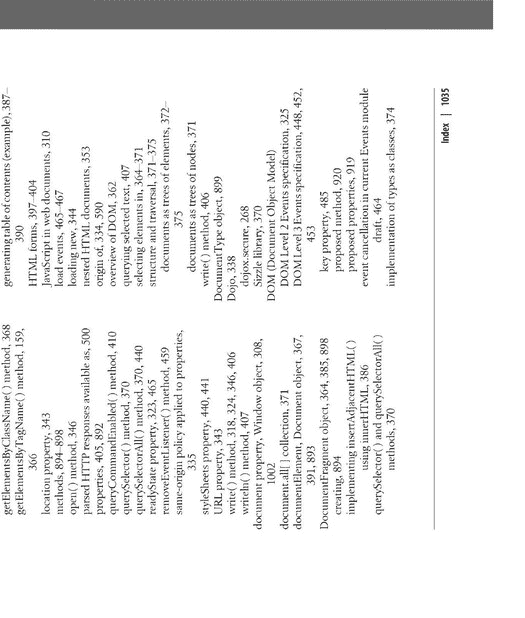 getElementsByClassName( ) method, 368
getElementsByTagName( ) method, 159,
366
location property, 343
methods, 894–898
open( ) method, 346
parsed HTTP responses available as, 500
properties, 405, 892
queryCommandEnabled( ) method, 410
querySelector( ) method, 370
querySelectorAll( ) method, 370, 440
readyState property, 323, 465
removeEventListener( ) method, 459
same-origin policy applied to properties,
335
styleSheets property, 440, 441
URL property, 343
write( ) method, 318, 324, 346, 406
writeln( ) method, 407
document property, Window object, 308,
1002
document.all[ ] collection, 371
documentElement, Document object, 367,
391, 893
DocumentFragment object, 364, 385, 898
creating, 894
implementing insertAdjacentHTML( )
using innerHTML, 386
querySelector( ) and querySelectorAll( )
methods, 370
generating table of contents (example), 387–
390
HTML forms, 397–404
JavaScript in web documents, 310
load events, 465–467
loading new, 344
nested HTML documents, 353
origin of, 334, 590
overview of DOM, 362
querying selected text, 407
selecting elements in, 364–371
structure and traversal, 371–375
documents as trees of elements, 372–
375
documents as trees of nodes, 371
write( ) method, 406
DocumentType object, 899
Dojo, 338
dojox.secure, 268
Sizzle library, 370
DOM (Document Object Model)
DOM Level 2 Events specification, 325
DOM Level 3 Events specification, 448, 452,
453
key property, 485
proposed method, 920
proposed properties, 919
event cancellation in current Events module
draft, 464
implementation of types as classes, 374
Index | 1035